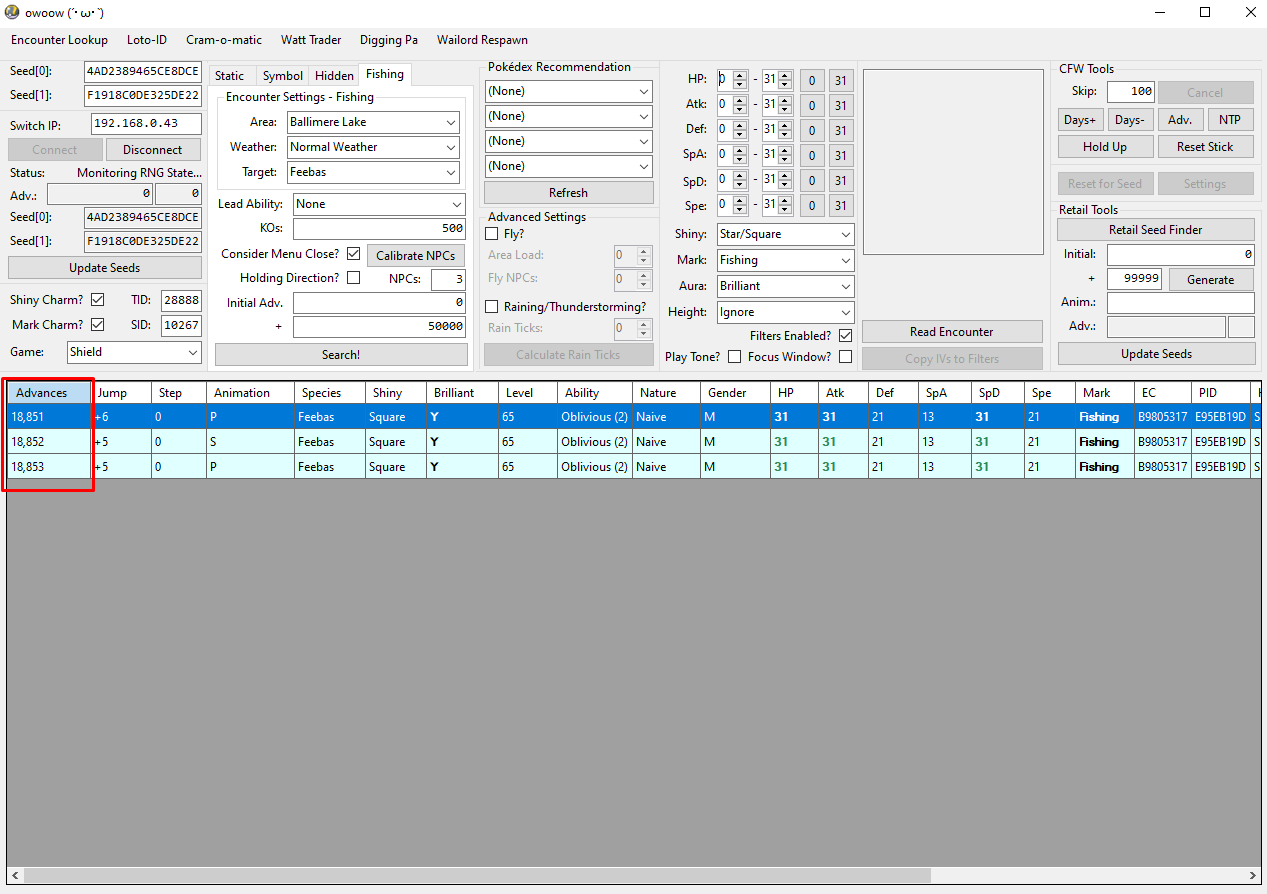 owoow (´･ω･`)
Encounter Lookup Loto-ID Cram-o-matic Watt Trader Digging Pa Wailord Respawn
Seed[0]: 4AD2389465CE8DCE
Seed[1]: F1918C0DE325DE22
Switch IP: 192.168.0.43
Connect Disconnect
Status: Monitoring RNG State...
Adv.: 0 0
Seed[0]: 4AD2389465CE8DCE
Seed[1]: F1918C0DE325DE22
Update Seeds
Shiny Charm? TID: 28888
Mark Charm? SID: 10267
Game: Shield
Static Symbol Hidden Fishing
Encounter Settings - Fishing
Area: Ballimere Lake
Weather: Normal Weather
Target: Feebas
Lead Ability: None
KOs: 500
Consider Menu Close? Calibrate NPCs
Holding Direction? NPCs: 3
Initial Adv. 0
+ 50000
Search!
Pokédex Recommendation
(None)
(None)
(None)
(None)
Refresh
Advanced Settings
Fly?
Area Load: 0
Fly NPCs: 0
Raining/Thunderstorming?
Rain Ticks: 0
Calculate Rain Ticks
HP: 0 - 31 0 31
Atk: 0 - 31 0 31
Def: 0 - 31 0 31
SpA: 0 - 31 0 31
SpD: 0 - 31 0 31
Spe: 0 - 31 0 31
Shiny: Star/Square
Mark: Fishing
Aura: Brilliant
Height: Ignore
Filters Enabled?
Play Tone? Focus Window?
Read Encounter
Copy IVs to Filters
CFW Tools
Skip: 100 Cancel
Days+ Days- Adv. NTP
Hold Up Reset Stick
Reset for Seed Settings
Retail Tools
Retail Seed Finder
Initial: 0
+ 99999 Generate
Anim.:
Adv.:
Update Seeds
Advances Jump Step Animation Species Shiny Brilliant Level Ability Nature Gender HP Atk Def SpA SpD Spe Mark EC PID
18,851 +6 0 P Feebas Square Y 65 Oblivious (2) Naive M 31 31 21 13 31 21 Fishing B9805317 E95EB19D S
18,852 +5 0 S Feebas Square Y 65 Oblivious (2) Naive M 31 31 21 13 31 21 Fishing B9805317 E95EB19D S
18,853 +5 0 P Feebas Square Y 65 Oblivious (2) Naive M 31 31 21 13 31 21 Fishing B9805317 E95EB19D S